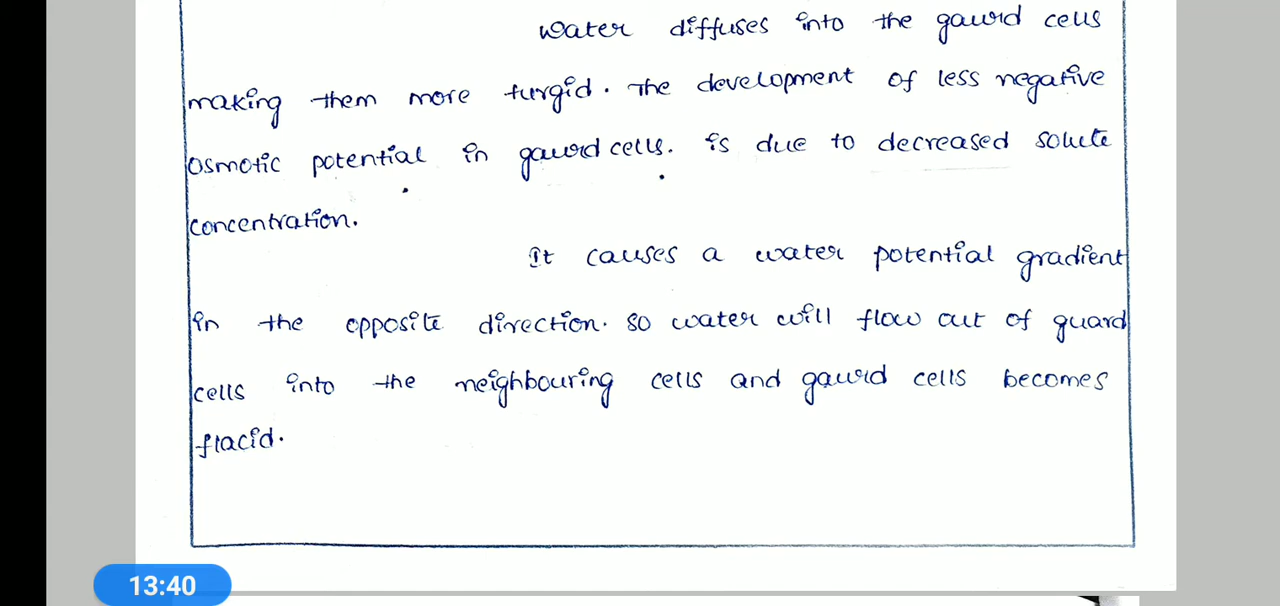 Water diffuses into the gaurd cells
making them more turgid. The development of less negative
osmotic potential in gaurd cells. is due to decreased solute
concentration.
It causes a water potential gradient
in the opposite direction. so water will flow out of guard
cells into the neighbouring cells and gaurd cells becomes
flacid.
13:40